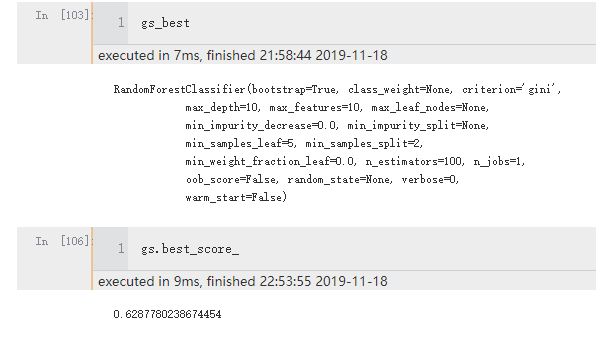 In [103]:
1 gs_best
executed in 7ms, finished 21:58:44 2019-11-18
RandomForestClassifier(bootstrap=True, class_weight=None, criterion='gini',
max_depth=10, max_features=10, max_leaf_nodes=None,
min_impurity_decrease=0.0, min_impurity_split=None,
min_samples_leaf=5, min_samples_split=2,
min_weight_fraction_leaf=0.0, n_estimators=100, n_jobs=1,
oob_score=False, random_state=None, verbose=0,
warm_start=False)
In [106]:
1 gs.best_score_
executed in 9ms, finished 22:53:55 2019-11-18
0.6287780238674454